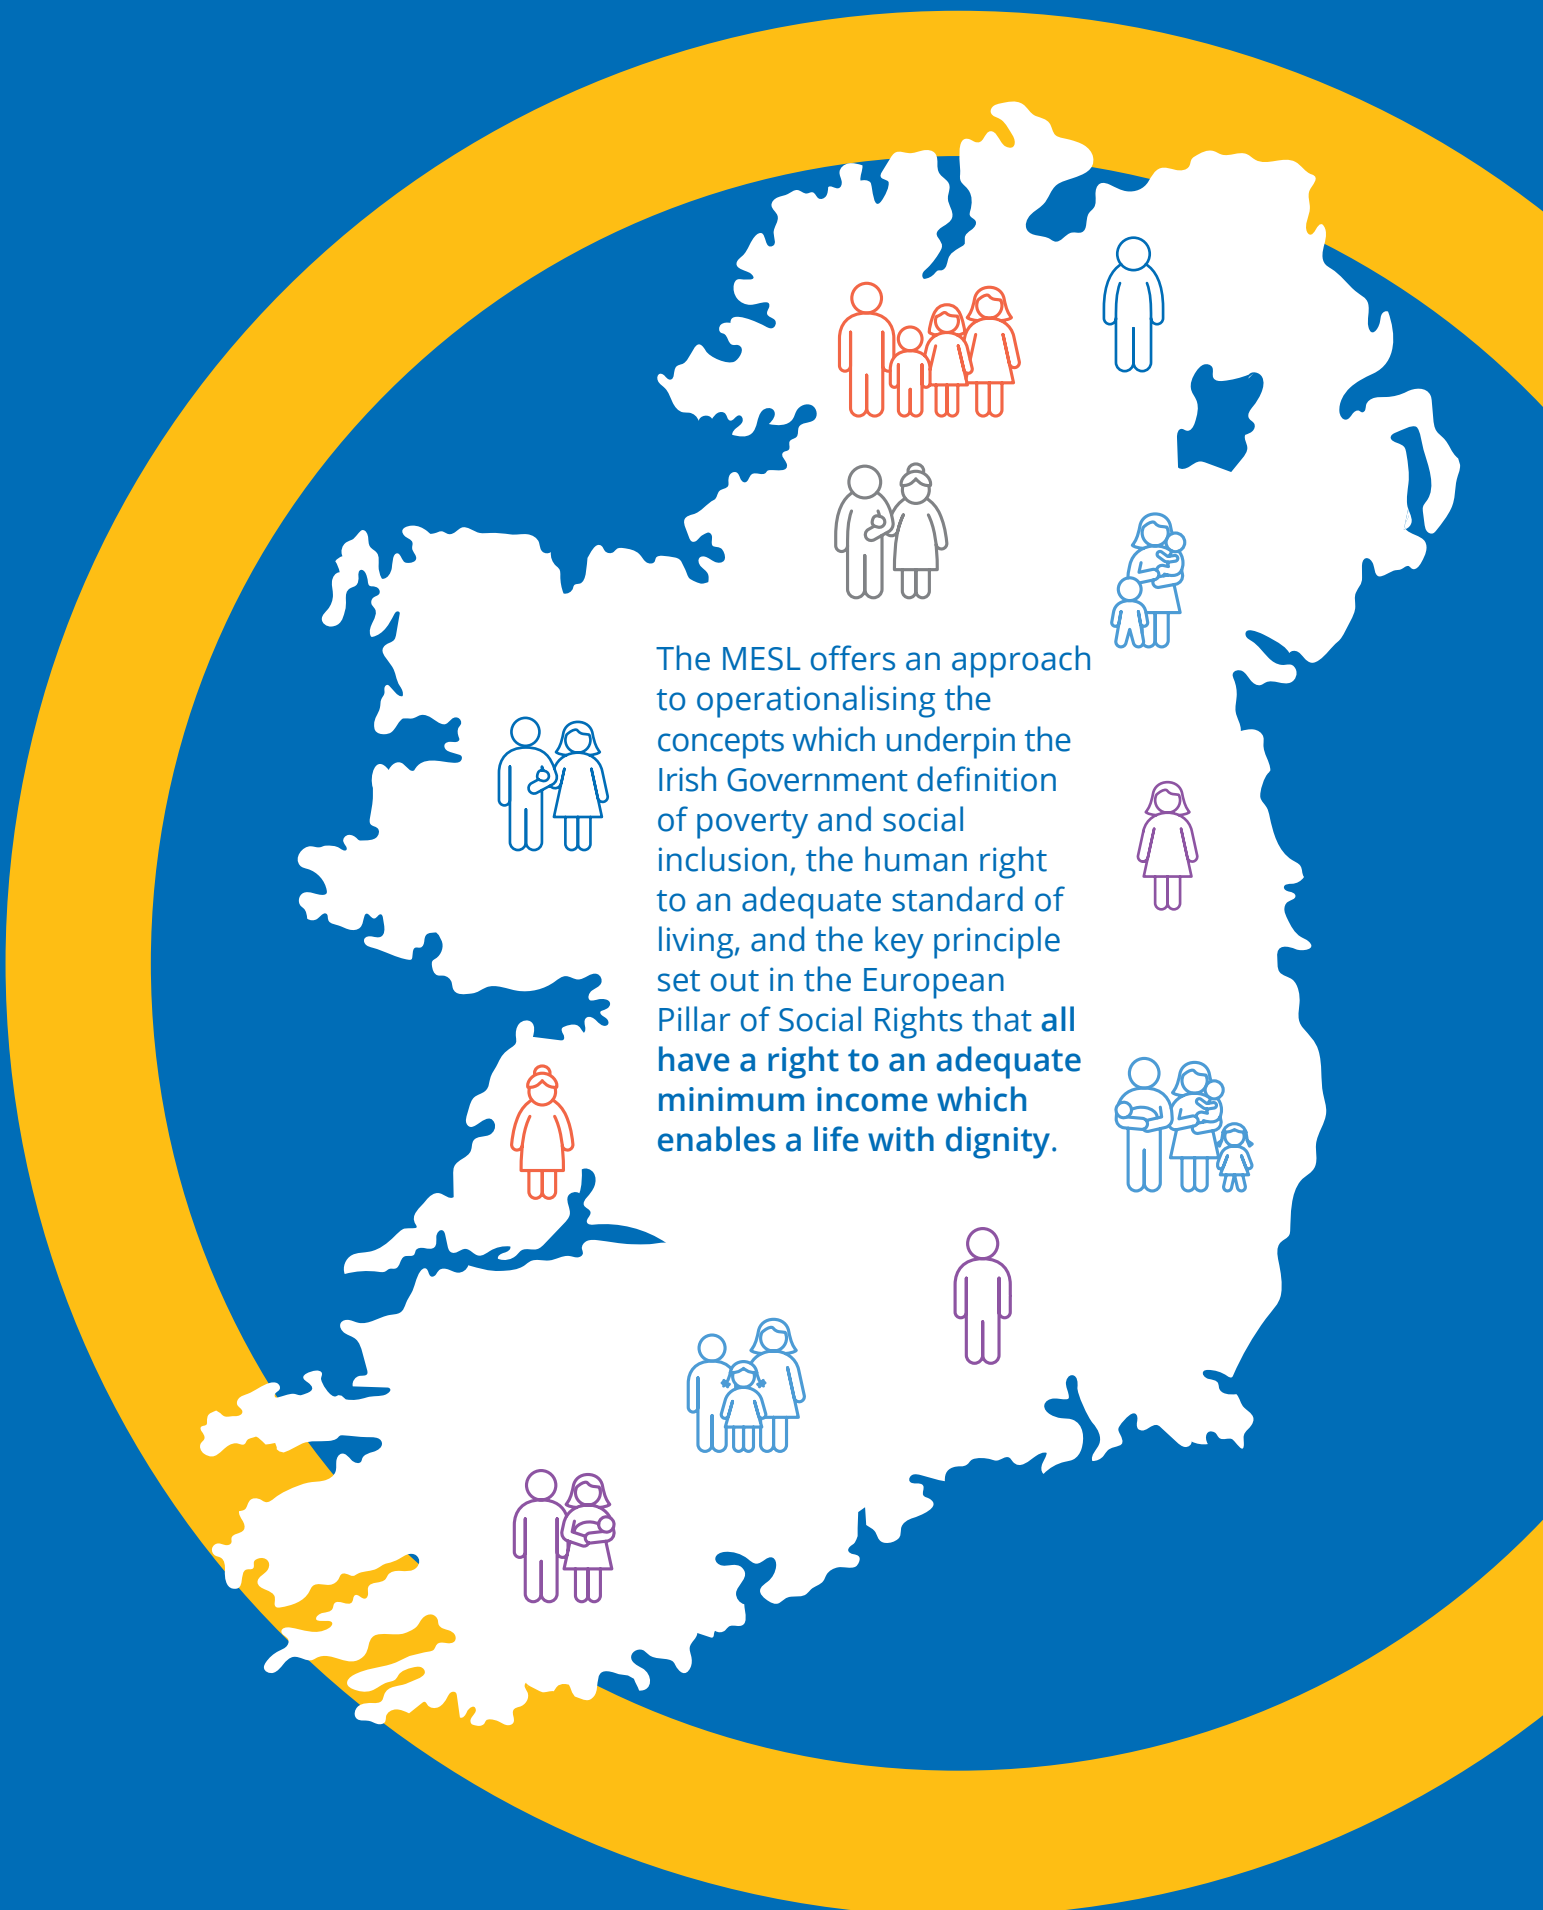 The MESL offers an approach
to operationalising the
concepts which underpin the
Irish Government definition
of poverty and social
inclusion, the human right
to an adequate standard of
living, and the key principle
set out in the European
Pillar of Social Rights that all
have a right to an adequate
minimum income which
enables a life with dignity.